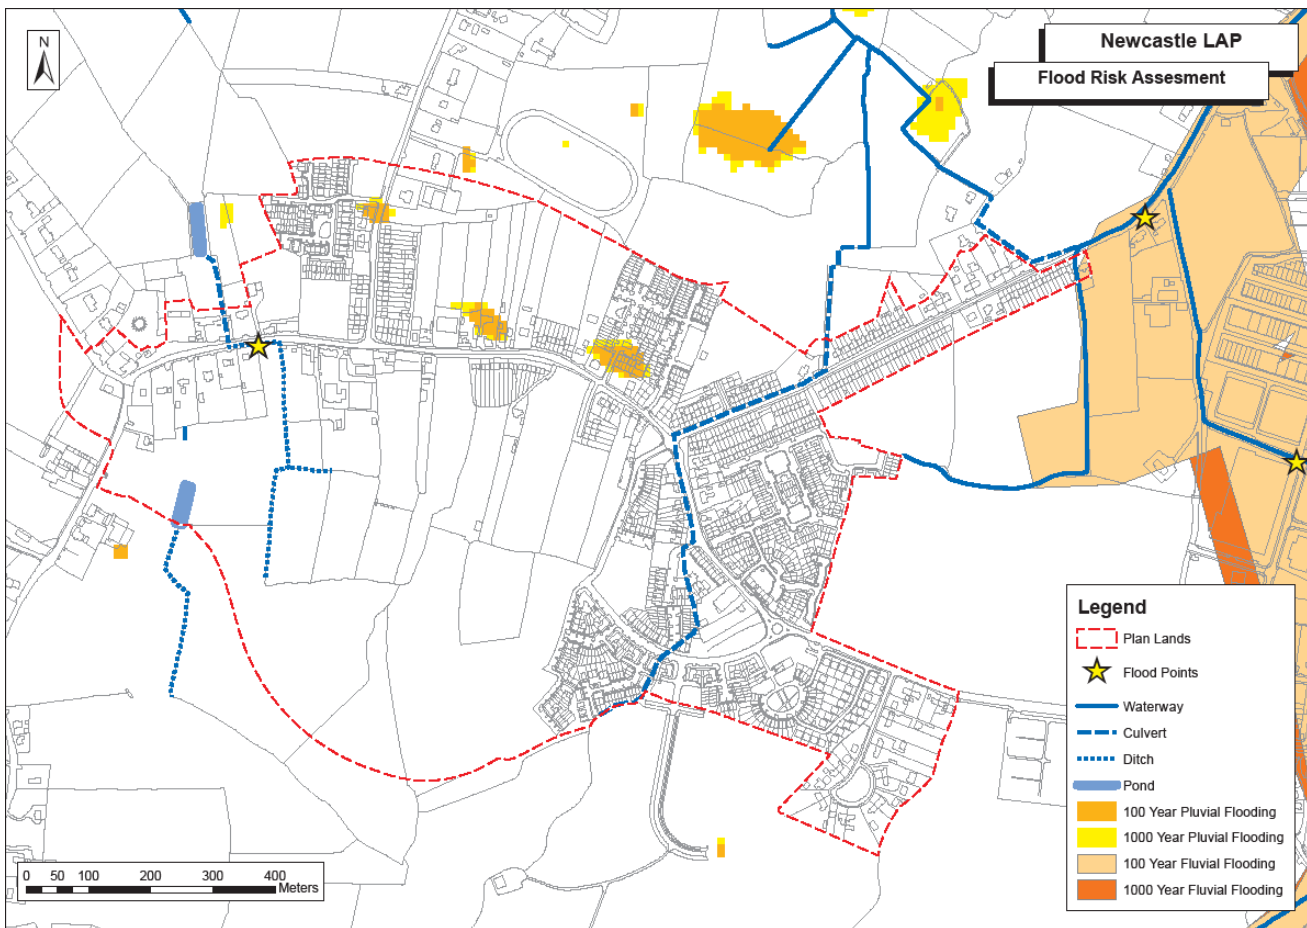 N
Newcastle LAP
Flood Risk Assesment
Legend
Plan Lands
Flood Points
Waterway
Culvert
Ditch
Pond
100 Year Pluvial Flooding
1000 Year Pluvial Flooding
100 Year Fluvial Flooding
1000 Year Fluvial Flooding
0 50 100 200 300 400
Meters